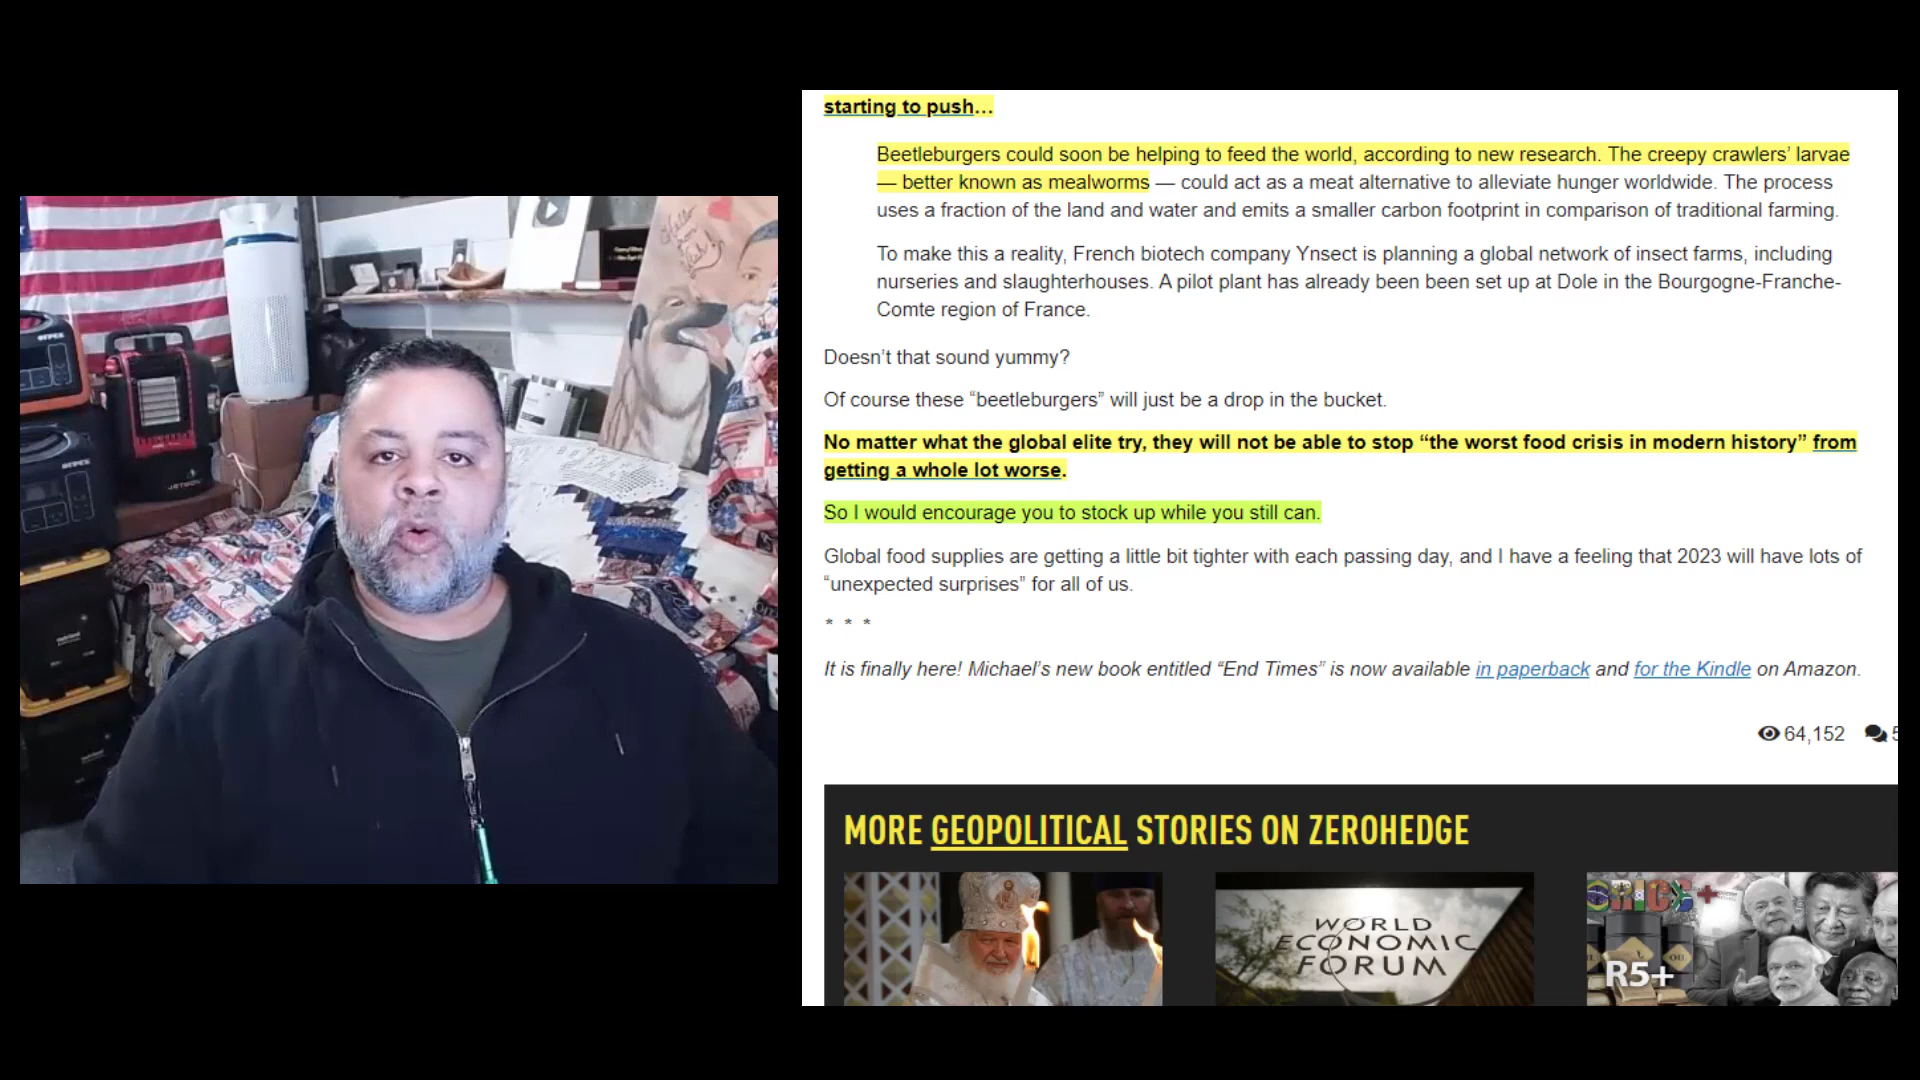 starting to push…
Beetleburgers could soon be helping to feed the world, according to new research. The creepy crawlers’ larvae
— better known as mealworms — could act as a meat alternative to alleviate hunger worldwide. The process
uses a fraction of the land and water and emits a smaller carbon footprint in comparison of traditional farming.
To make this a reality, French biotech company Ynsect is planning a global network of insect farms, including
nurseries and slaughterhouses. A pilot plant has already been been set up at Dole in the Bourgogne-Franche-
Comte region of France.
Doesn’t that sound yummy?
Of course these “beetleburgers” will just be a drop in the bucket.
No matter what the global elite try, they will not be able to stop “the worst food crisis in modern history” from
getting a whole lot worse.
So I would encourage you to stock up while you still can.
Global food supplies are getting a little bit tighter with each passing day, and I have a feeling that 2023 will have lots of
“unexpected surprises” for all of us.
* * *
It is finally here! Michael’s new book entitled “End Times” is now available in paperback and for the Kindle on Amazon.
64,152 5
MORE GEOPOLITICAL STORIES ON ZEROHEDGE
WORLD
ECONOMIC
FORUM
BRICS+
OIL
R5+